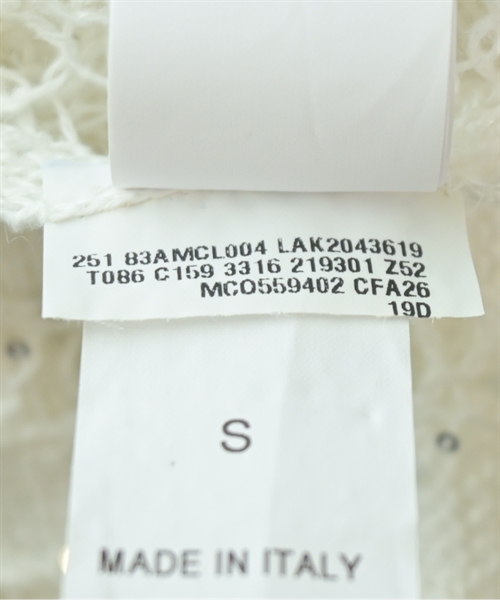 251 83AMCL004 LAK2043619
T086 C159 3316 219301 Z52
MCO559402 CFA26
19D
S
MADE IN ITALY